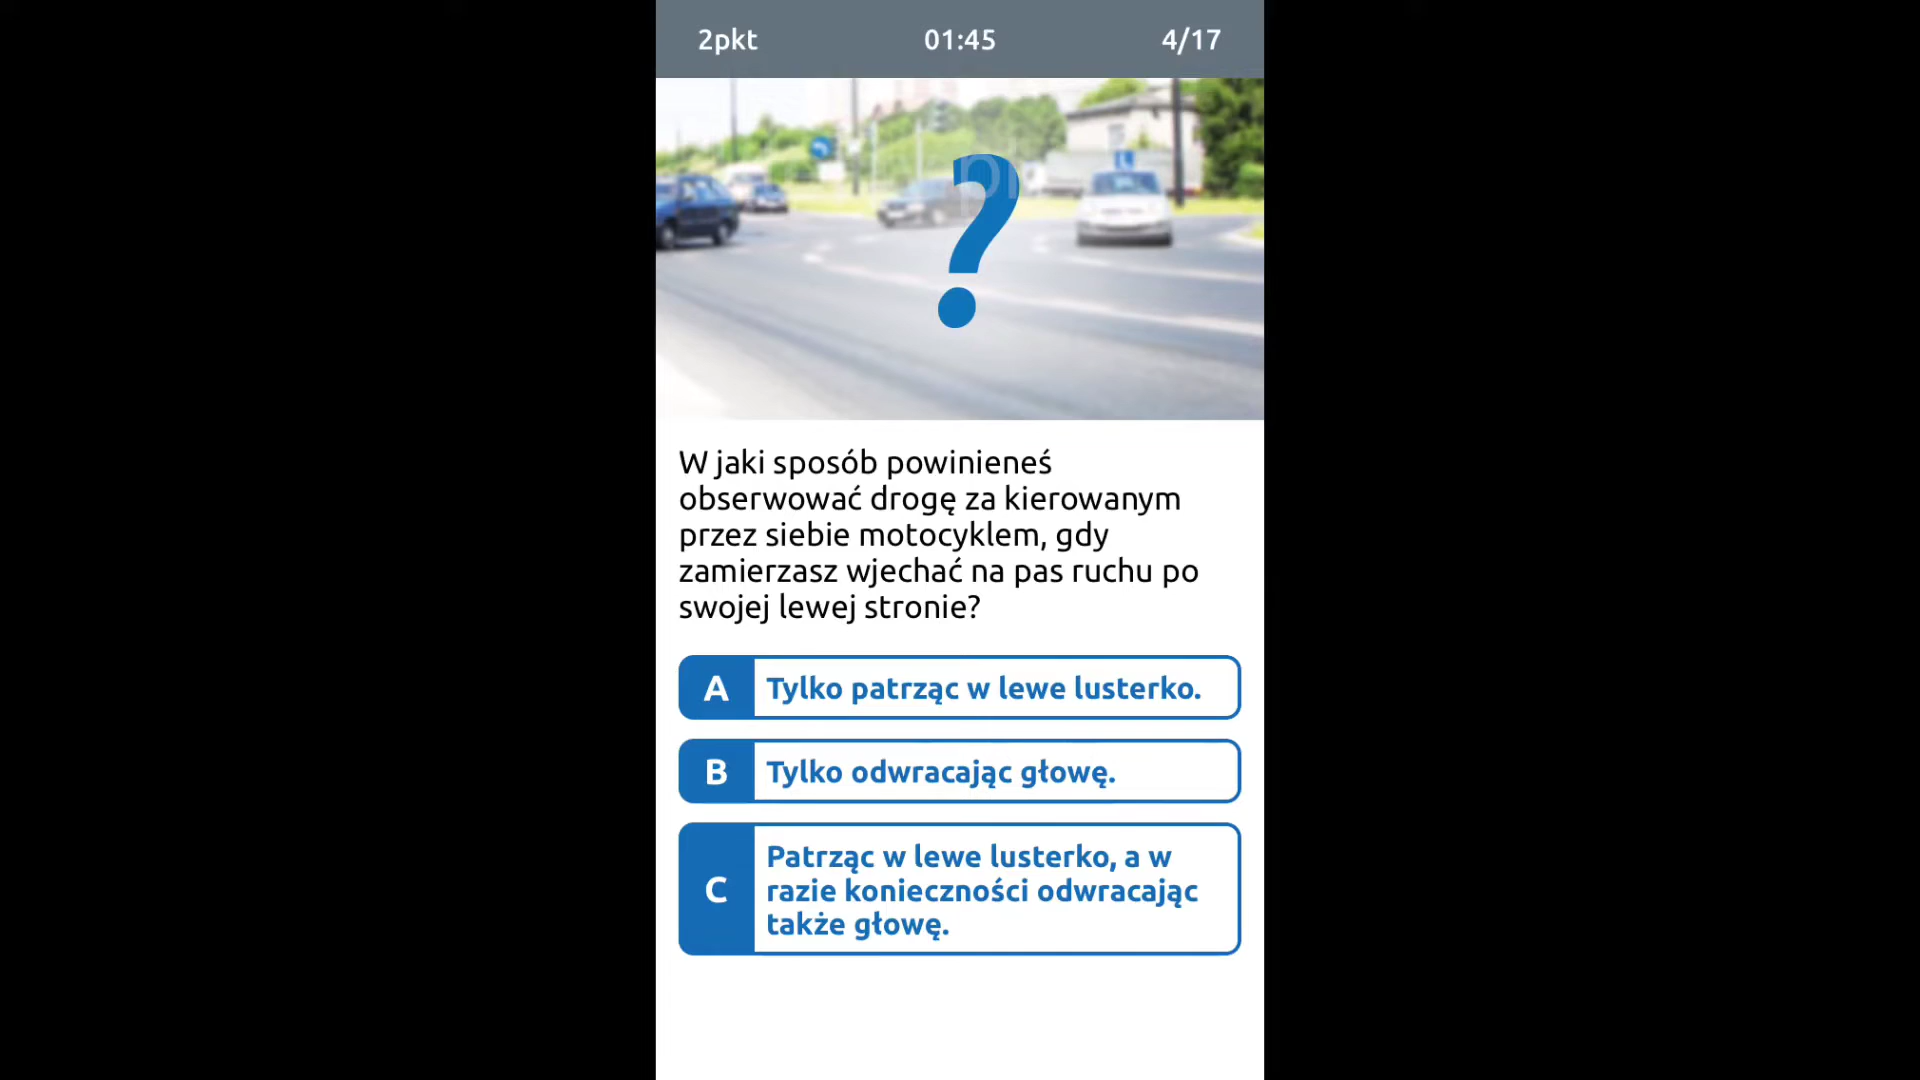 2pkt 01:45 4/17
?
W jaki sposób powinieneś
obserwować drogę za kierowanym
przez siebie motocyklem, gdy
zamierzasz wjechać na pas ruchu po
swojej lewej stronie?
A Tylko patrząc w lewe lusterko.
B Tylko odwracając głowę.
C Patrząc w lewe lusterko, a w
razie konieczności odwracając
także głowę.